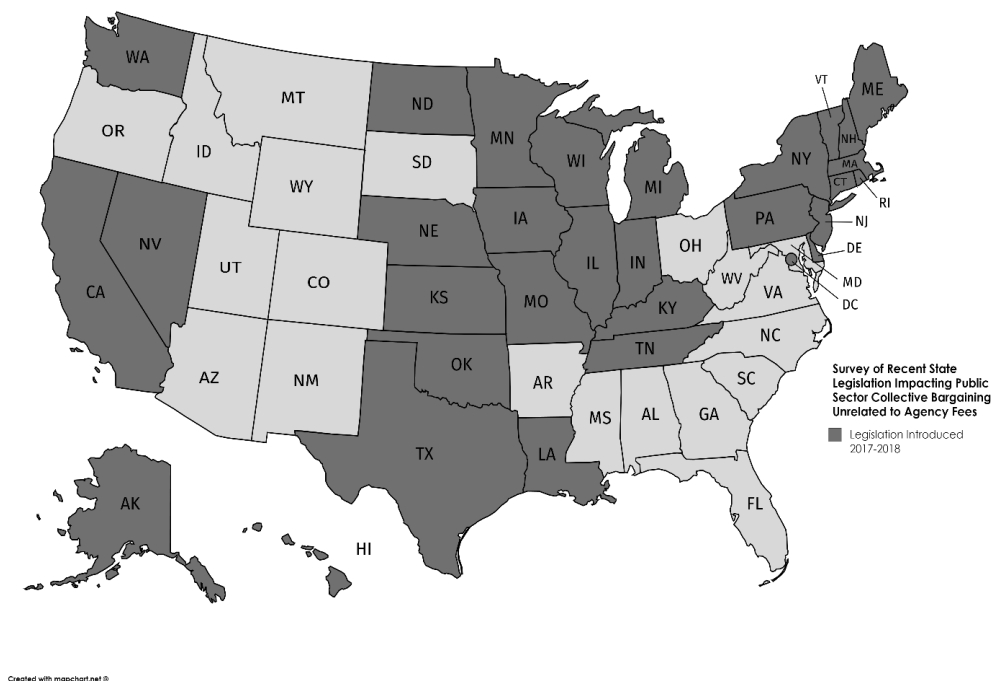 WA
MT
ND
MN
OR
ID
SD
WI
WY
MI
VT
ME
NH
NY
MA
CT
RI
NV
NE
IA
PA
NJ
UT
CO
IL
IN
OH
DE
CA
KS
MO
WV
VA
MD
DC
KY
AZ
NM
OK
TN
NC
AR
SC
MS
AL
GA
TX
LA
FL
AK
HI
Survey of Recent State
Legislation Impacting Public
Sector Collective Bargaining
Unrelated to Agency Fees
Legislation Introduced
2017-2018
Created with mapchart.net ®